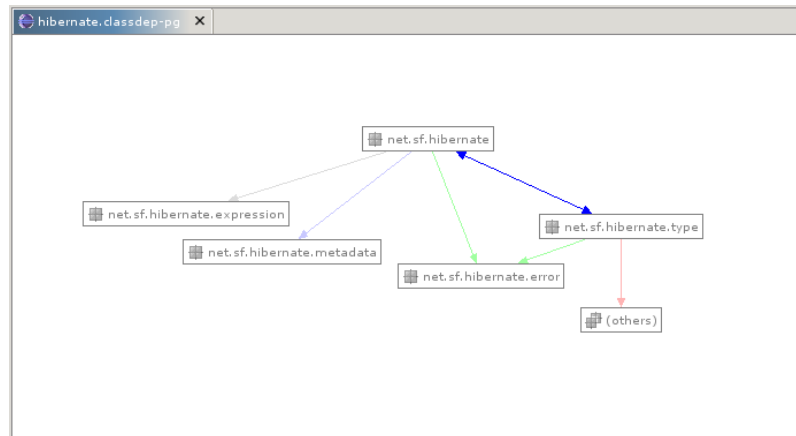 hibernate.classdep-pg
net.sf.hibernate
net.sf.hibernate.expression
net.sf.hibernate.type
net.sf.hibernate.metadata
net.sf.hibernate.error
(others)